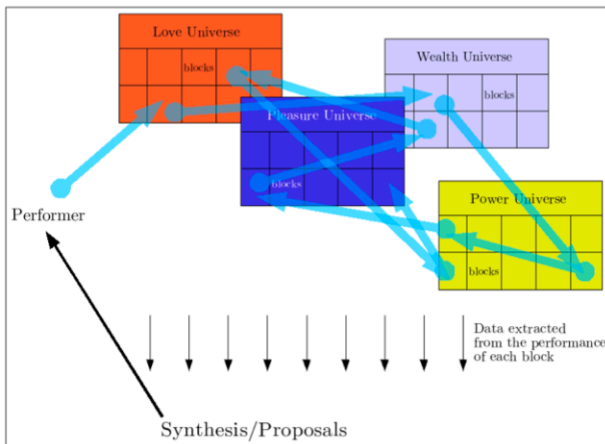 Love Universe
blocks
Wealth Universe
blocks
Pleasure Universe
blocks
Power Universe
blocks
Performer
Data extracted
from the performance
of each block
Synthesis/Proposals